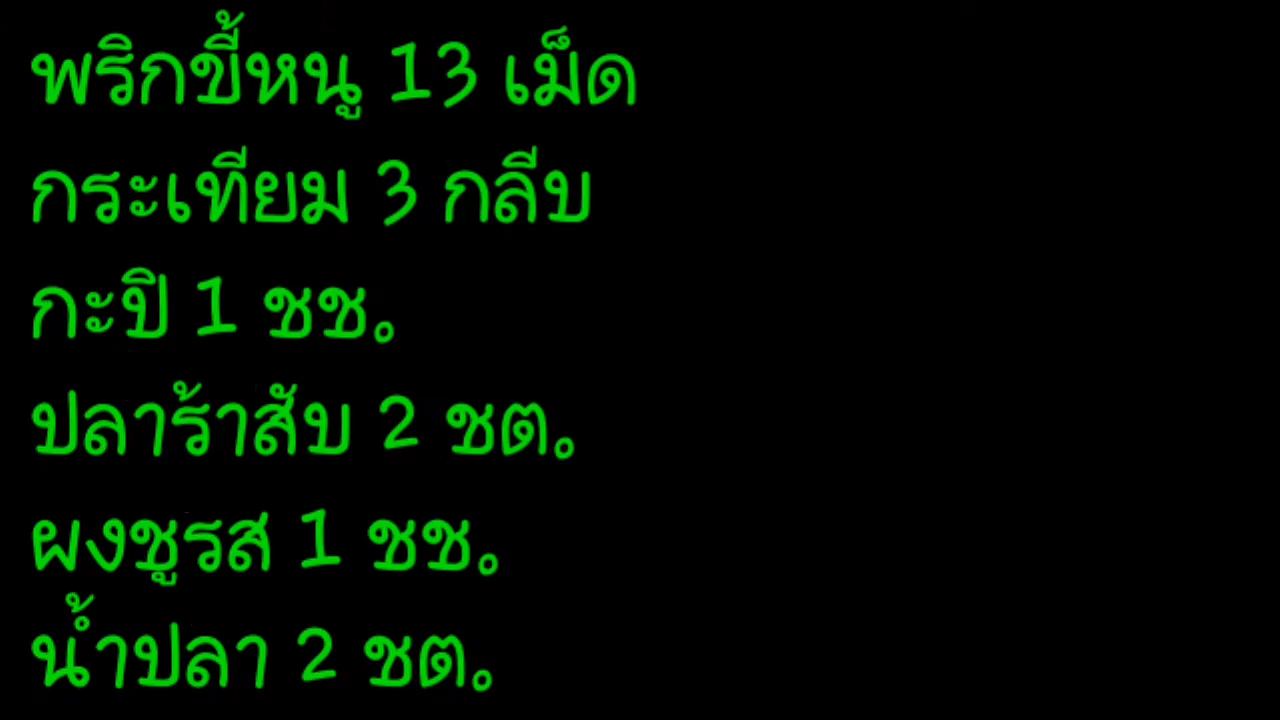 พริกขี้หนู 13 เม็ด
กระเทียม 3 กลีบ
กะปิ 1 ชช.
ปลาร้าสับ 2 ชต.
ผงชูรส 1 ชช.
น้ำปลา 2 ชต.